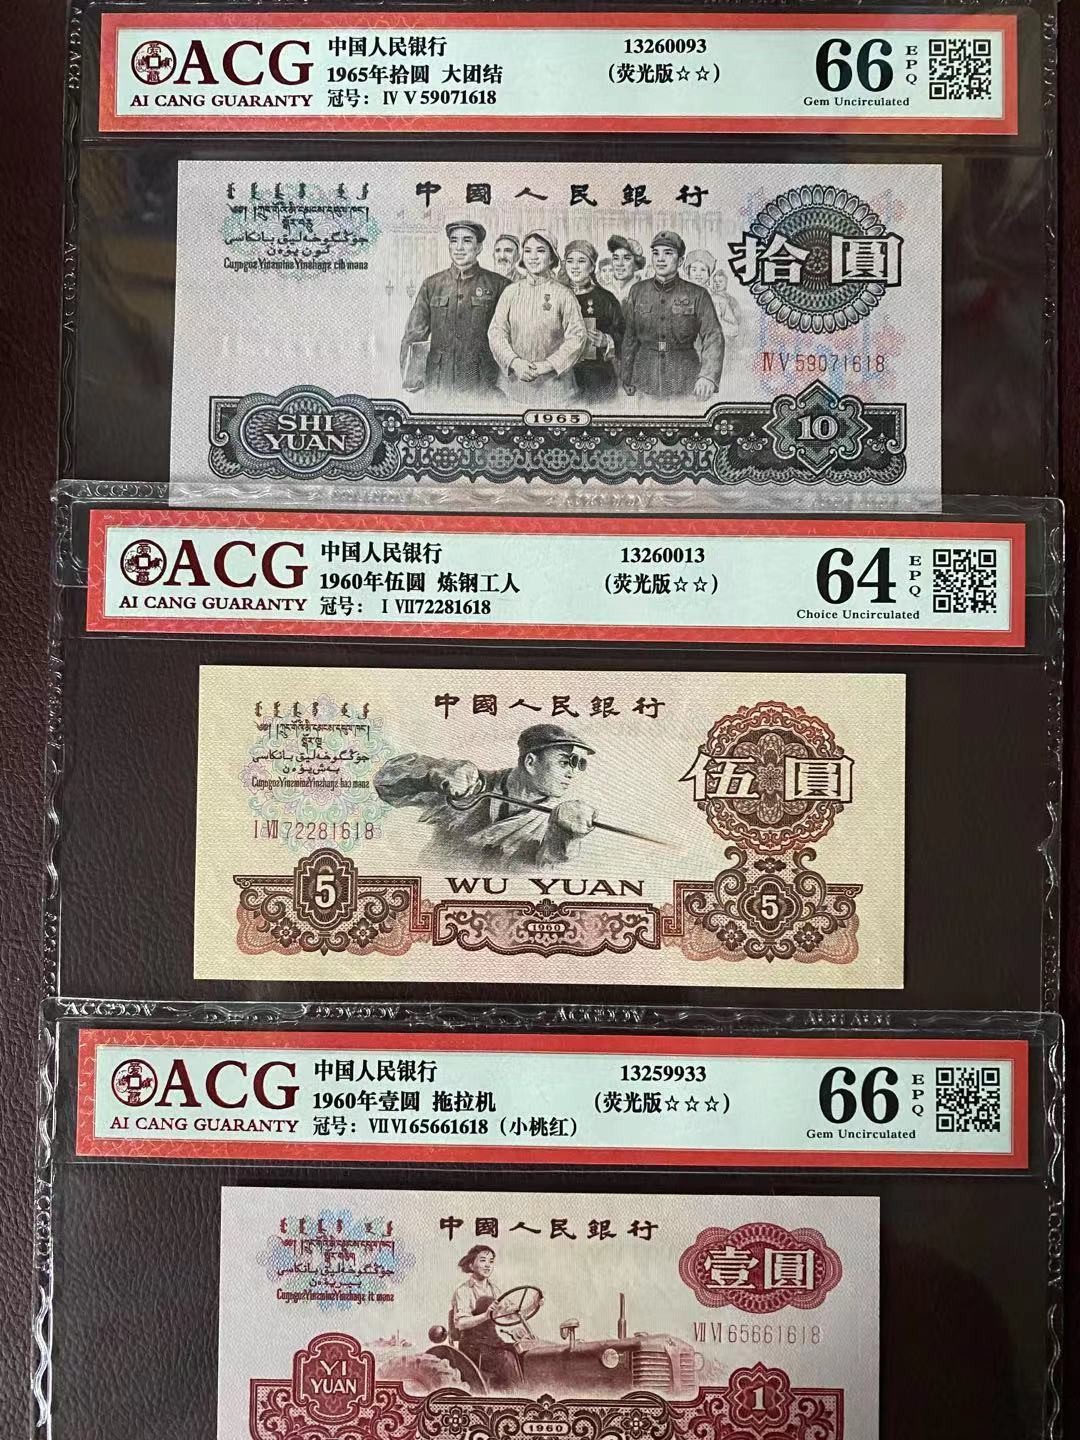 ACG
AI CANG GUARANTY
中国人民银行
1965年拾圆 大团结
冠号: Ⅳ Ⅴ 59071618
13260093
(荧光版☆☆)
66
EPQ
Gem Uncirculated
中國人民銀行
拾圓
ⅣⅤ59071618
1965
SHI
YUAN
10
ACG
AI CANG GUARANTY
中国人民银行
1960年伍圆 炼钢工人
冠号: Ⅰ Ⅶ72281618
13260013
(荧光版☆☆)
64
EPQ
Choice Uncirculated
中國人民銀行
伍圓
Ⅰ Ⅶ 72281618
WU YUAN
5
1960
5
ACG
AI CANG GUARANTY
中国人民银行
1960年壹圆 拖拉机
冠号: ⅦⅥ65661618 (小桃红)
13259933
(荧光版☆☆☆)
66
EPQ
Gem Uncirculated
中國人民銀行
壹圓
Ⅶ Ⅵ 65661618
YI
YUAN
1
1960